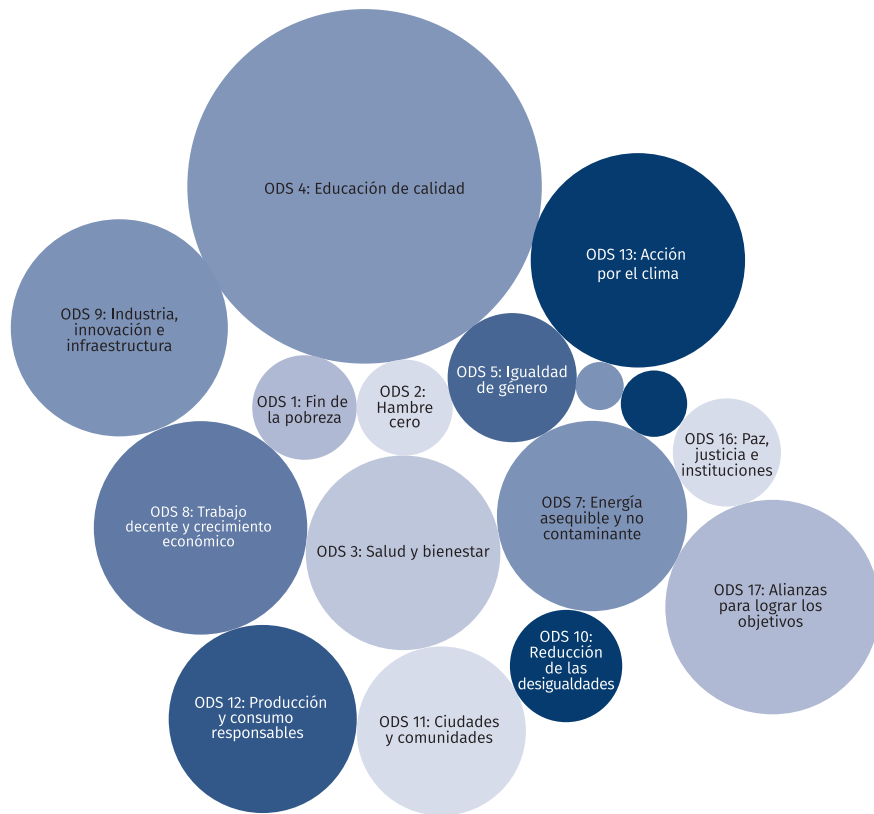 ODS 4: Educación de calidad
ODS 13: Acción
por el clima
ODS 9: Industria,
innovación e
infraestructura
ODS 5: Igualdad
de género
ODS 1: Fin de
la pobreza
ODS 2:
Hambre
cero
ODS 16: Paz,
justicia e
instituciones
ODS 8: Trabajo
decente y crecimiento
económico
ODS 3: Salud y bienestar
ODS 7: Energía
asequible y no
contaminante
ODS 17: Alianzas
para lograr los
objetivos
ODS 10:
Reducción
de las
desigualdades
ODS 12: Producción
y consumo
responsables
ODS 11: Ciudades
y comunidades